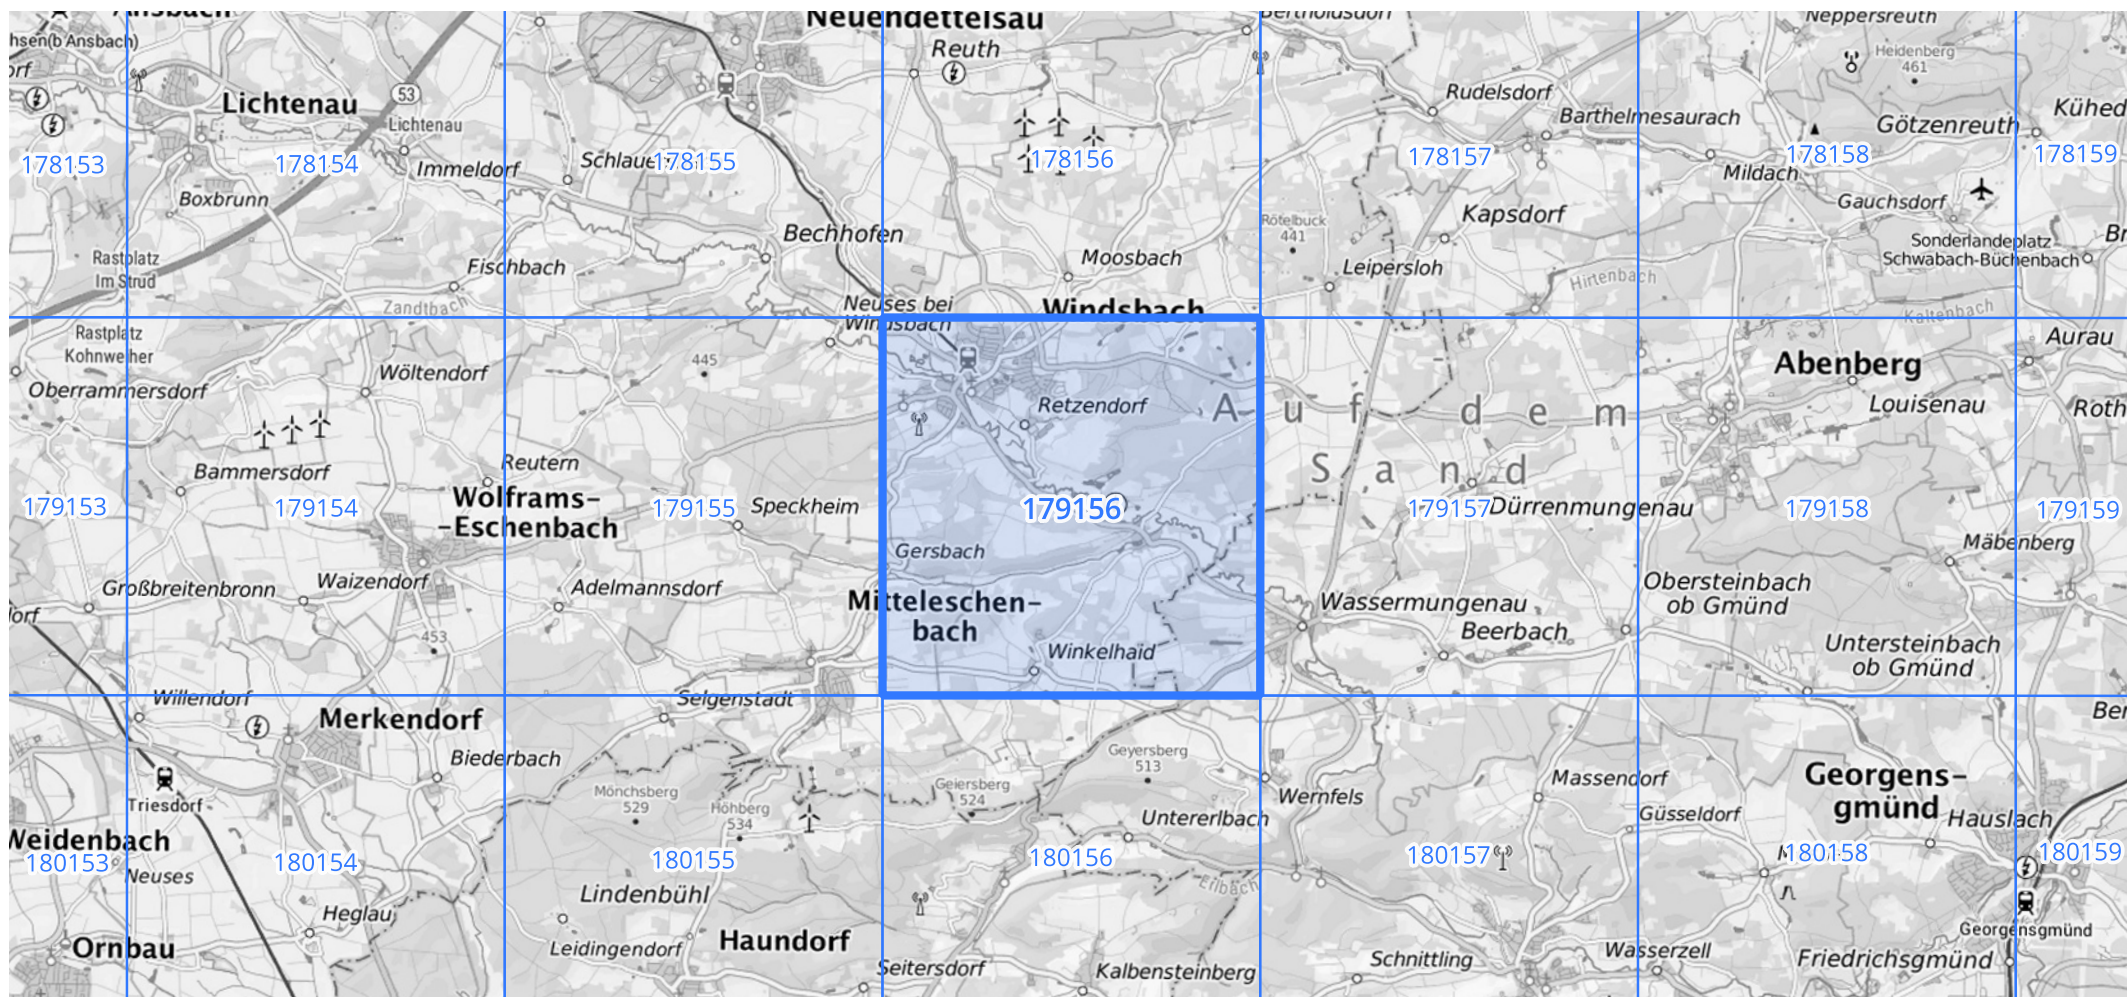 Neuendettelsau
Reuth
Bertholdsdorf
Neppersreuth
Heidenberg
461
Rudelsdorf
Barthelmesaurach
Götzenreuth
Lichtenau
53
Lichtenau
Immeldorf
Boxbrunn
Bechhofen
Mildach
Gauchsdorf
Kapsdorf
178153
178154
178155
178156
178157
178158
178159
Rastplatz
Im Strud
Fischbach
Zandtbach
Neuses bei
Windsbach
Moosbach
Windsbach
Rötelbuck
441
Leipersloh
Hirtenbach
Sonderlandeplatz
Schwabach-Büchenbach
Kaltenbach
Rastplatz
Kohnweiher
Oberrammersdorf
Wöltendorf
445
Retzendorf
Auf dem
Sand
Abenberg
Louisenau
Aurau
Roth
Bammersdorf
Reutern
Wolframs-
-Eschenbach
Speckheim
Dürrenmungenau
179153
179154
179155
179156
179157
179158
179159
Gersbach
Mäbenberg
Großbreitenbronn
Waizendorf
453
Adelmannsdorf
Mitteleschen-
bach
Winkelhaid
Wassermungenau
Beerbach
Obersteinbach
ob Gmünd
Untersteinbach
ob Gmünd
Willendorf
Merkendorf
Selgenstadt
Biederbach
Triesdorf
Weidenbach
Neuses
Mönchsberg
529
Höhberg
534
Geiersberg
524
Geyersberg
513
Untererlbach
Wernfels
Massendorf
Güsseldorf
Georgens-
gmünd
Hauslach
180153
180154
180155
180156
180157
180158
180159
Erlbach
Heglau
Ornbau
Lindenbühl
Leidingendorf
Haundorf
Seitersdorf
Kalbensteinberg
Schnittling
Wasserzell
Friedrichsgmünd
Georgensgmünd